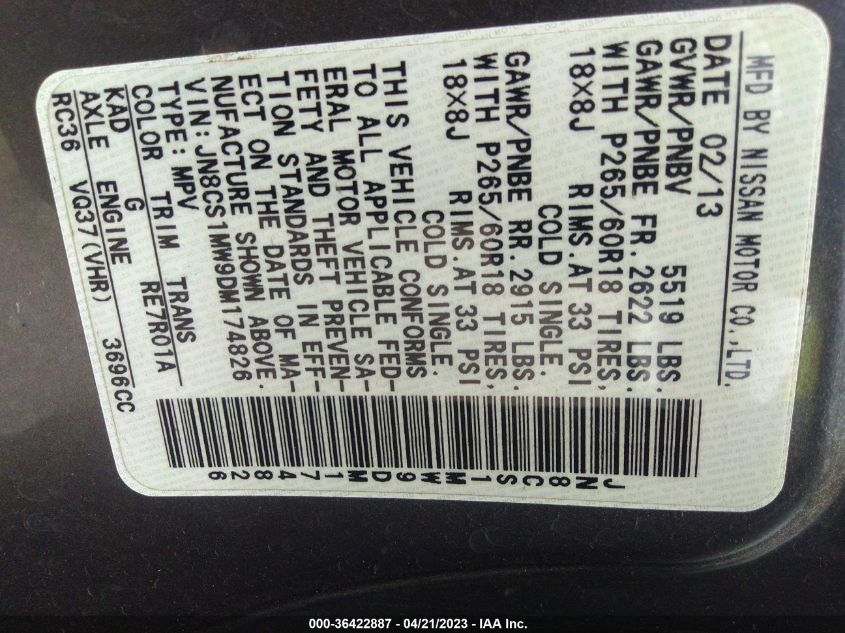 MFD BY NISSAN MOTOR CO.,LTD.
DATE 02/13
GVWR/PNBV 5519 LBS.
GAWR/PNBE FR. 2622 LBS.
WITH P265/60R18 TIRES,
18×8J RIMS.AT 33 PSI
COLD SINGLE.
GAWR/PNBE RR. 2915 LBS.
WITH P265/60R18 TIRES,
18×8J RIMS.AT 33 PSI
COLD SINGLE.
THIS VEHICLE CONFORMS
TO ALL APPLICABLE FED-
ERAL MOTOR VEHICLE SA-
FETY AND THEFT PREVEN-
TION STANDARDS IN EFF-
ECT ON THE DATE OF MA-
NUFACTURE SHOWN ABOVE.
VIN:JN8CS1MW9DM174826
TYPE: MPV
COLOR TRIM TRANS
KAD G RE7R01A
AXLE ENGINE
RC36 VQ37(VHR) 3696CC
JN8CS1MW9DM174826
000-36422887 - 04/21/2023 - IAA Inc.